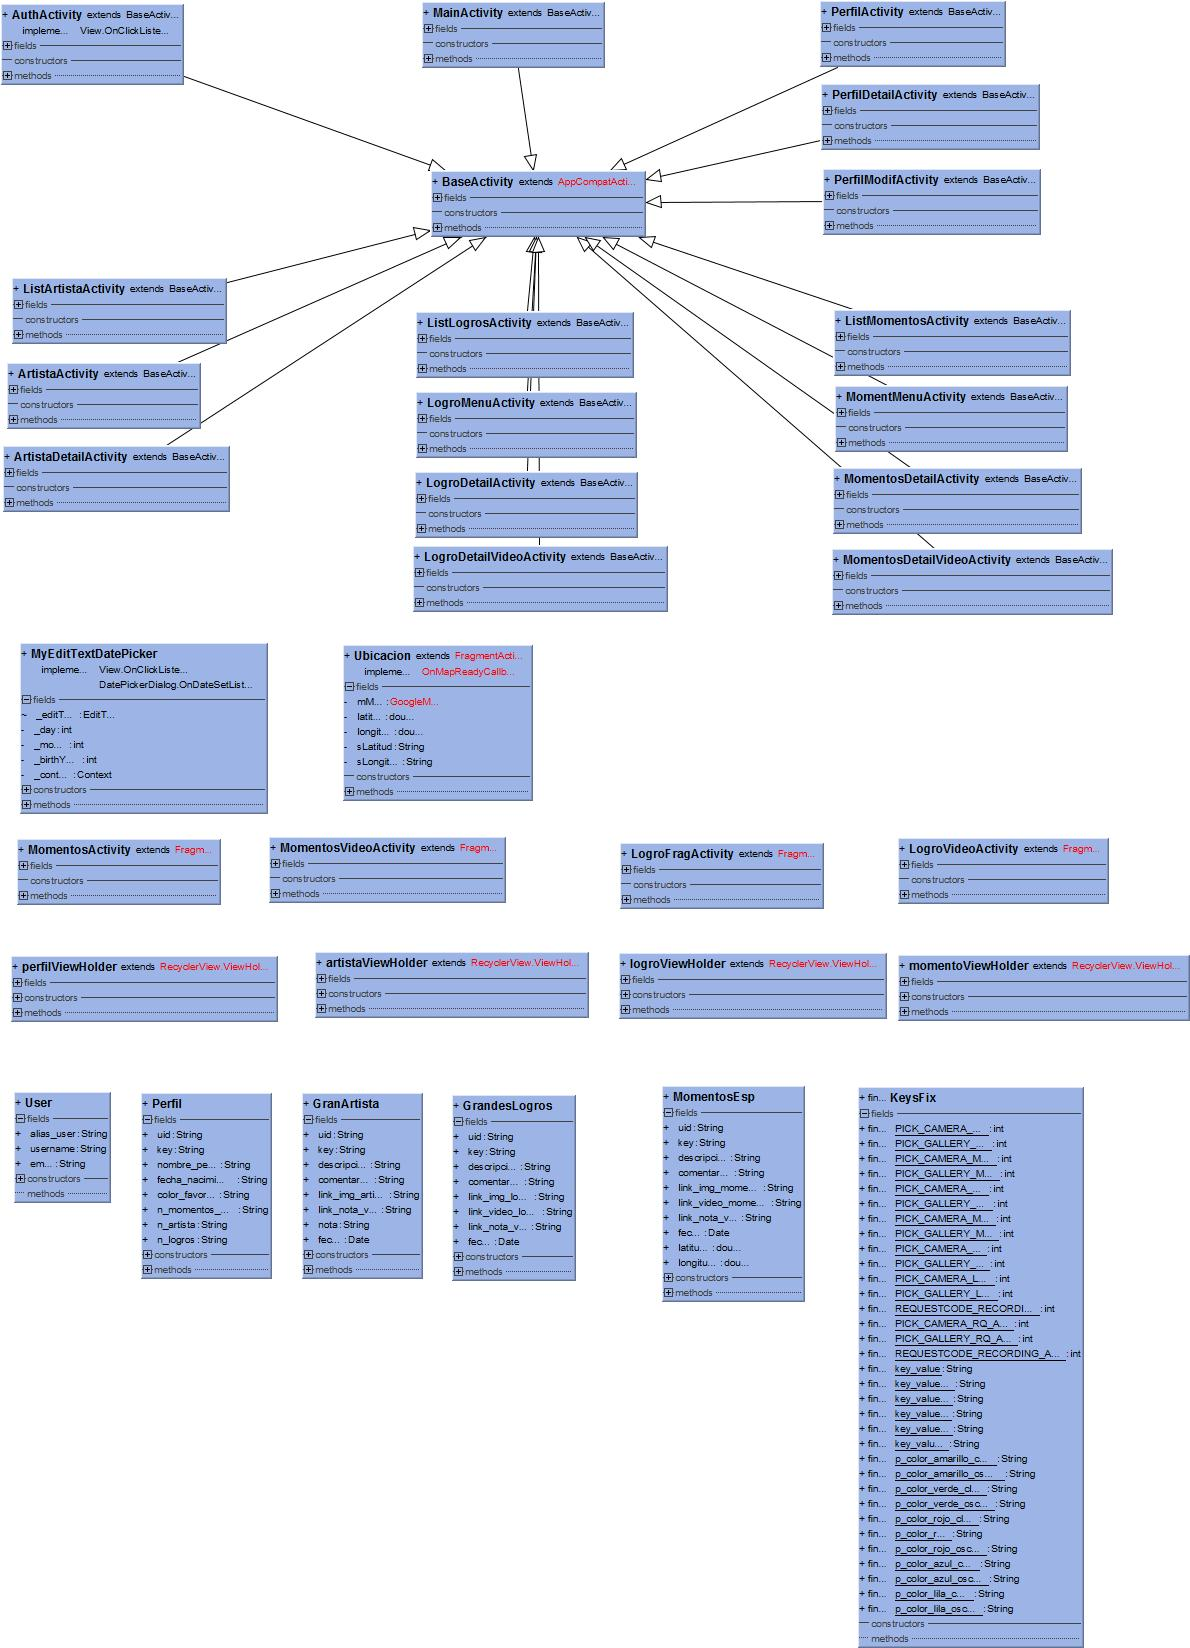 + AuthActivity extends BaseActiv...
impleme... View.OnClickListe...
fields
constructors
methods
+ MainActivity extends BaseActiv...
fields
constructors
methods
+ PerfilActivity extends BaseActiv...
fields
constructors
methods
+ PerfilDetailActivity extends BaseActiv...
fields
constructors
methods
+ BaseActivity extends AppCompatActi...
fields
constructors
methods
+ PerfilModifActivity extends BaseActiv...
fields
constructors
methods
+ ListArtistaActivity extends BaseActiv...
fields
constructors
methods
+ ArtistaActivity extends BaseActiv...
fields
constructors
methods
+ ArtistaDetailActivity extends BaseActiv...
fields
constructors
methods
+ ListLogrosActivity extends BaseActiv...
fields
constructors
methods
+ LogroMenuActivity extends BaseActiv...
fields
constructors
methods
+ LogroDetailActivity extends BaseActiv...
fields
constructors
methods
+ LogroDetailVideoActivity extends BaseActiv...
fields
constructors
methods
+ ListMomentosActivity extends BaseActiv...
fields
constructors
methods
+ MomentMenuActivity extends BaseActiv...
fields
constructors
methods
+ MomentosDetailActivity extends BaseActiv...
fields
constructors
methods
+ MomentosDetailVideoActivity extends BaseActiv...
fields
constructors
methods
+ MyEditTextDatePicker
impleme... View.OnClickListe...
DatePickerDialog.OnDateSetList...
fields
~ _editT... : EditT...
- _day : int
- _mo... : int
- _birthY... : int
- _cont... : Context
constructors
methods
+ Ubicacion extends FragmentActi...
impleme... OnMapReadyCallb...
fields
- mM... : GoogleM...
- latit... : dou...
- longit... : dou...
- sLatitud : String
- sLongit... : String
constructors
methods
+ MomentosActivity extends Fragm...
fields
constructors
methods
+ MomentosVideoActivity extends Fragm...
fields
constructors
methods
+ LogroFragActivity extends Fragm...
fields
constructors
methods
+ LogroVideoActivity extends Fragm...
fields
constructors
methods
+ perfilViewHolder extends RecyclerView.ViewHol...
fields
constructors
methods
+ artistaViewHolder extends RecyclerView.ViewHol...
fields
constructors
methods
+ logroViewHolder extends RecyclerView.ViewHol...
fields
constructors
methods
+ momentoViewHolder extends RecyclerView.ViewHol...
fields
constructors
methods
+ User
fields
+ alias_user : String
+ username : String
+ em... : String
constructors
methods
+ Perfil
fields
+ uid : String
+ key : String
+ nombre_pe... : String
+ fecha_nacimi... : String
+ color_favor... : String
+ n_momentos_... : String
+ n_artista : String
+ n_logros : String
constructors
methods
+ GranArtista
fields
+ uid : String
+ key : String
+ descripci... : String
+ comentar... : String
+ link_img_arti... : String
+ link_nota_v... : String
+ nota : String
+ fec... : Date
constructors
methods
+ GrandesLogros
fields
+ uid : String
+ key : String
+ descripci... : String
+ comentar... : String
+ link_img_lo... : String
+ link_video_lo... : String
+ link_nota_v... : String
+ fec... : Date
constructors
methods
+ MomentosEsp
fields
+ uid : String
+ key : String
+ descripci... : String
+ comentar... : String
+ link_img_mome... : String
+ link_video_mome... : String
+ link_nota_v... : String
+ fec... : Date
+ latitu... : dou...
+ longitu... : dou...
constructors
methods
+ fin... KeysFix
fields
+ fin... PICK_CAMERA_... : int
+ fin... PICK_GALLERY_... : int
+ fin... PICK_CAMERA_M... : int
+ fin... PICK_GALLERY_M... : int
+ fin... PICK_CAMERA_... : int
+ fin... PICK_GALLERY_... : int
+ fin... PICK_CAMERA_M... : int
+ fin... PICK_GALLERY_M... : int
+ fin... PICK_CAMERA_... : int
+ fin... PICK_GALLERY_... : int
+ fin... PICK_CAMERA_L... : int
+ fin... PICK_GALLERY_L... : int
+ fin... REQUESTCODE_RECORDI... : int
+ fin... PICK_CAMERA_RQ_A... : int
+ fin... PICK_GALLERY_RQ_A... : int
+ fin... REQUESTCODE_RECORDING_A... : int
+ fin... key_value : String
+ fin... key_value... : String
+ fin... key_value... : String
+ fin... key_value... : String
+ fin... key_value... : String
+ fin... key_valu... : String
+ fin... p_color_amarillo_c... : String
+ fin... p_color_amarillo_os... : String
+ fin... p_color_verde_cl... : String
+ fin... p_color_verde_osc... : String
+ fin... p_color_rojo_cl... : String
+ fin... p_color_r... : String
+ fin... p_color_rojo_osc... : String
+ fin... p_color_azul_c... : String
+ fin... p_color_azul_osc... : String
+ fin... p_color_lila_c... : String
+ fin... p_color_lila_osc... : String
constructors
methods